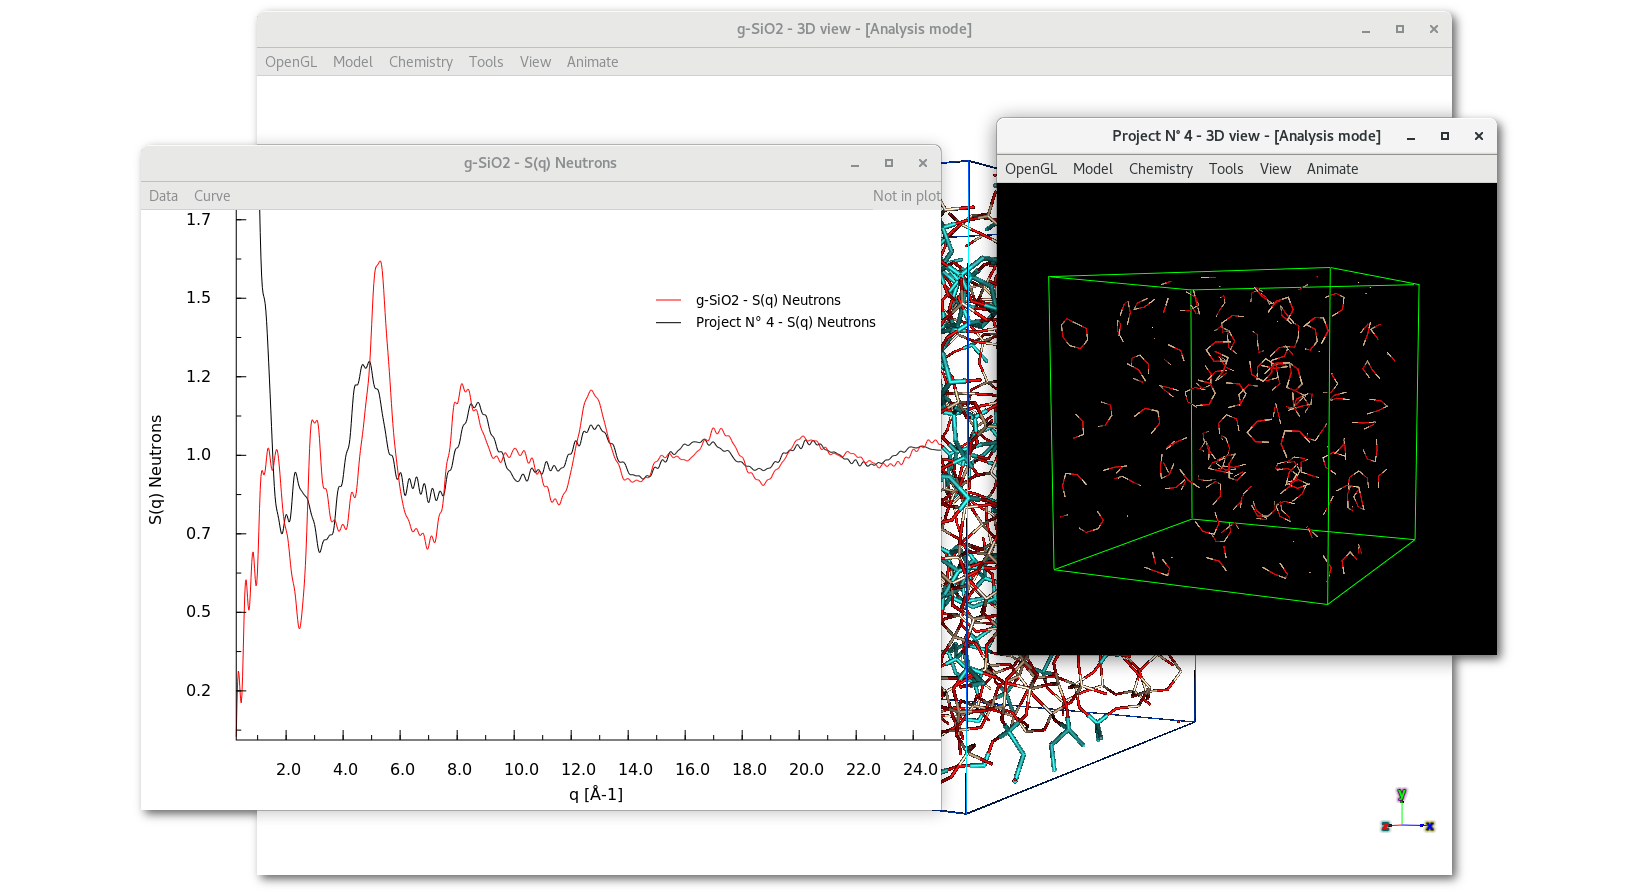 g-SiO2 - 3D view - [Analysis mode]
OpenGL Model Chemistry Tools View Animate
Project N° 4 - 3D view - [Analysis mode]
OpenGL Model Chemistry Tools View Animate
g-SiO2 - S(q) Neutrons
Data Curve Not in plot
1.7
1.5
1.2
1.0
0.7
0.5
0.2
S(q) Neutrons
g-SiO2 - S(q) Neutrons
Project N° 4 - S(q) Neutrons
2.0 4.0 6.0 8.0 10.0 12.0 14.0 16.0 18.0 20.0 22.0 24.0
q [Å-1]
y
z x